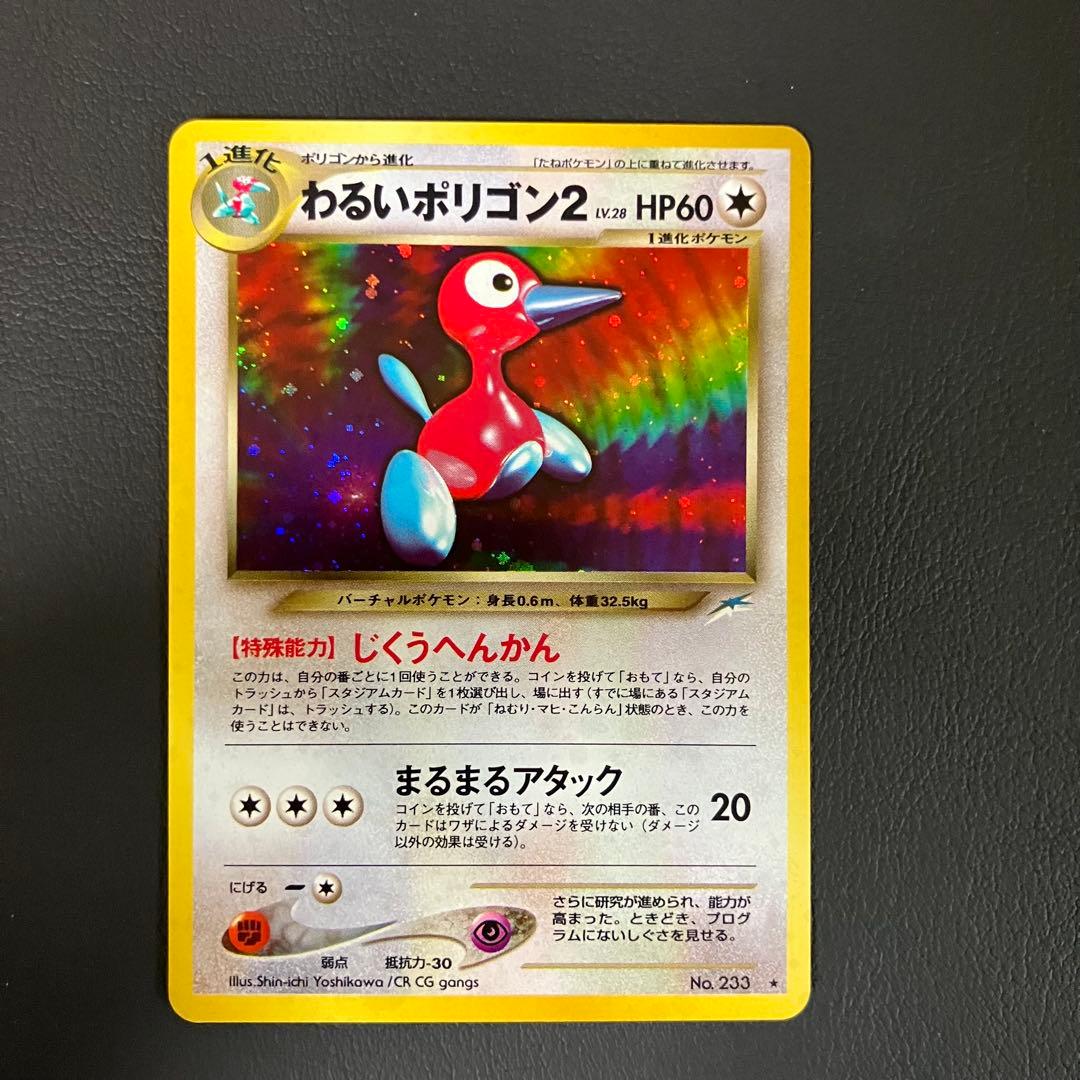 1進化
ポリゴンから進化
「たねポケモン」の上に重ねて進化させます。
わるいポリゴン2 LV.28 HP60
1進化ポケモン
バーチャルポケモン：身長0.6m、体重32.5kg
【特殊能力】じくうへんかん
この力は、自分の番ごとに1回使うことができる。コインを投げて「おもて」なら、自分の
トラッシュから「スタジアムカード」を1枚選び出し、場に出す（すでに場にある「スタジアム
カード」は、トラッシュする）。このカードが「ねむり・マヒ・こんらん」状態のとき、この力を
使うことはできない。
まるまるアタック
コインを投げて「おもて」なら、次の相手の番、この
カードはワザによるダメージを受けない（ダメージ
以外の効果は受ける）。
20
にげる
さらに研究が進められ、能力が
高まった。ときどき、プログ
ラムにないしぐさを見せる。
弱点 抵抗力-30
Illus.Shin-ichi Yoshikawa /CR CG gangs
No. 233 ★